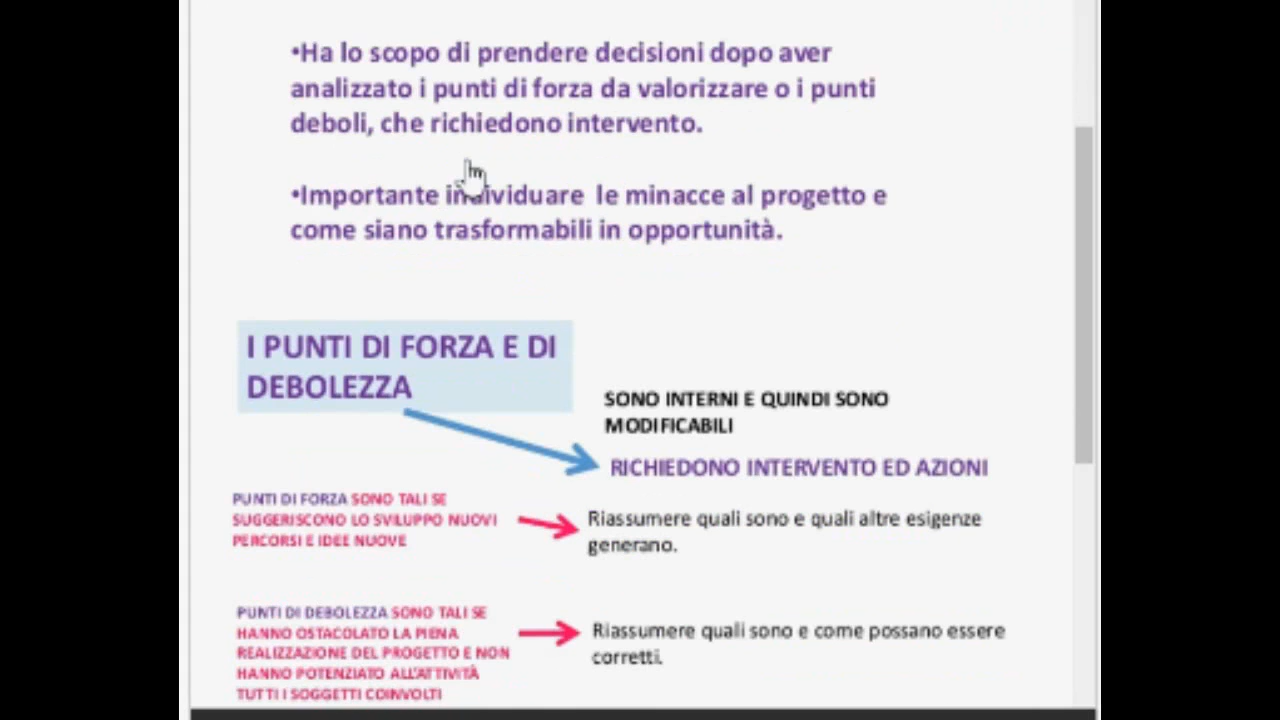 •Ha lo scopo di prendere decisioni dopo aver
analizzato i punti di forza da valorizzare o i punti
deboli, che richiedono intervento.
•Importante individuare le minacce al progetto e
come siano trasformabili in opportunità.
I PUNTI DI FORZA E DI
DEBOLEZZA
SONO INTERNI E QUINDI SONO
MODIFICABILI
RICHIEDONO INTERVENTO ED AZIONI
PUNTI DI FORZA SONO TALI SE
SUGGERISCONO LO SVILUPPO NUOVI
PERCORSI E IDEE NUOVE
Riassumere quali sono e quali altre esigenze
generano.
PUNTI DI DEBOLEZZA SONO TALI SE
HANNO OSTACOLATO LA PIENA
REALIZZAZIONE DEL PROGETTO E NON
HANNO POTENZIATO ALL'ATTIVITÀ
TUTTI I SOGGETTI COINVOLTI
Riassumere quali sono e come possano essere
corretti.